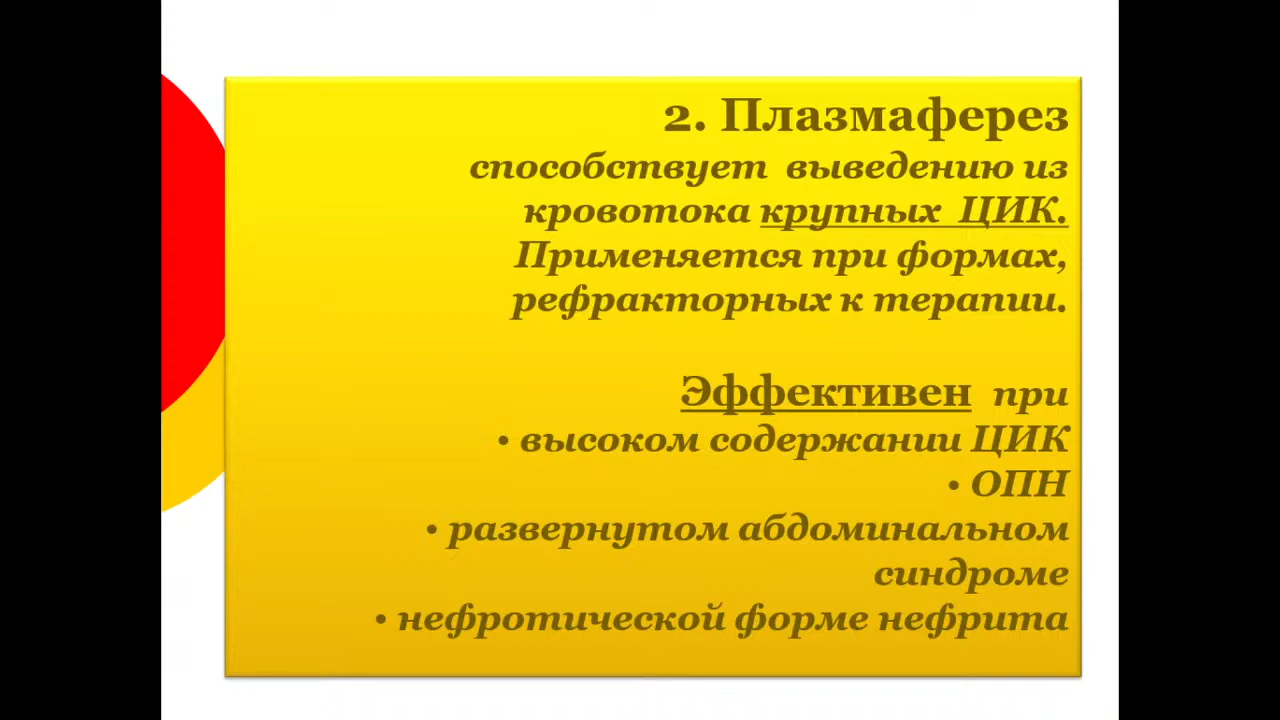 2. Плазмаферез
способствует выведению из
кровотока крупных ЦИК.
Применяется при формах,
рефракторных к терапии.
Эффективен при
• высоком содержании ЦИК
• ОПН
• развернутом абдоминальном
синдроме
• нефротической форме нефрита